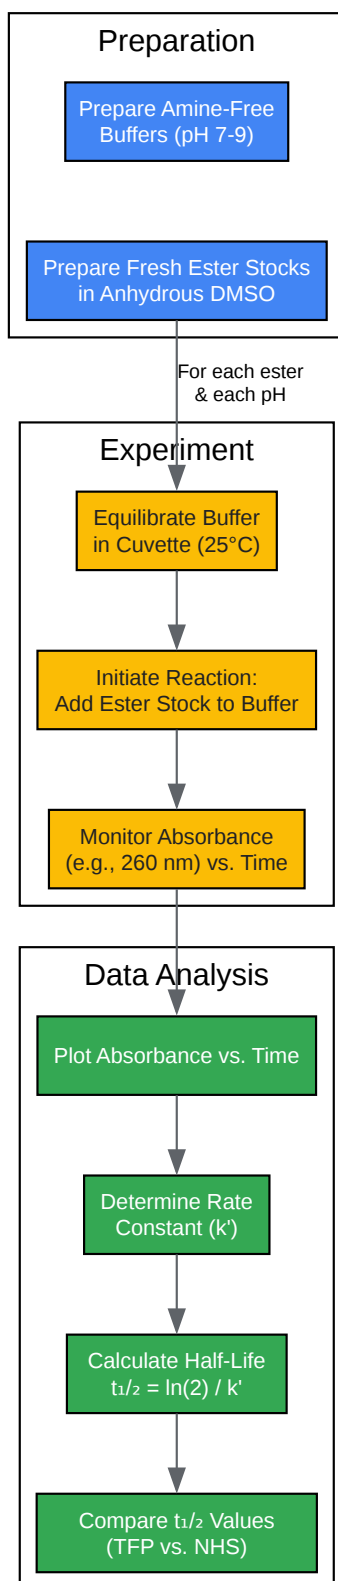 Preparation
Prepare Amine-Free
Buffers (pH 7-9)
Prepare Fresh Ester Stocks
in Anhydrous DMSO
For each ester
& each pH
Experiment
Equilibrate Buffer
in Cuvette (25°C)
Initiate Reaction:
Add Ester Stock to Buffer
Monitor Absorbance
(e.g., 260 nm) vs. Time
Data Analysis
Plot Absorbance vs. Time
Determine Rate
Constant (k')
Calculate Half-Life
t₁/₂ = ln(2) / k'
Compare t₁/₂ Values
(TFP vs. NHS)